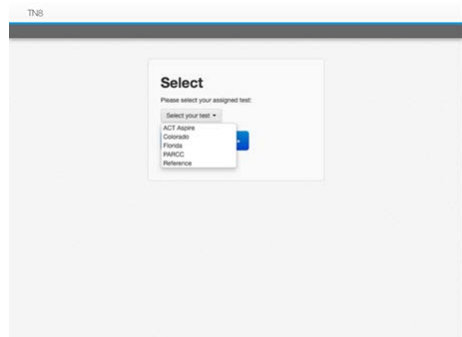 TN8
Select
Please select your assigned test:
Select your test
ACT Aspire
Colorado
Florida
PARCC
Reference